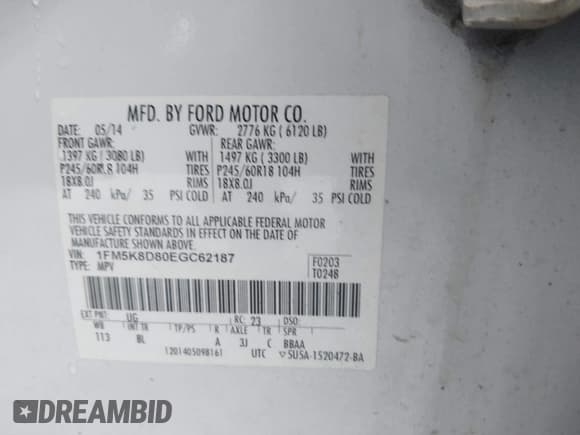 MFD. BY FORD MOTOR CO.
DATE: 05/14 GVWR: 2776 KG ( 6120 LB)
FRONT GAWR: REAR GAWR:
1397 KG ( 3080 LB) WITH 1497 KG ( 3300 LB) WITH
P245/60R18 104H TIRES P245/60R18 104H TIRES
18X8.0J RIMS 18X8.0J RIMS
AT 240 kPa/ 35 PSI COLD AT 240 kPa/ 35 PSI COLD
THIS VEHICLE CONFORMS TO ALL APPLICABLE FEDERAL MOTOR
VEHICLE SAFETY STANDARDS IN EFFECT ON THE DATE OF
MANUFACTURE SHOWN ABOVE.
VIN: 1FM5K8D80EGC62187 F0203
TYPE: MPV T0248
EXT PNT: UG RC: 23 DSO:
WB INT TR TP/PS R AXLE TR SPR
113 BL A 3J C BBAA
1201405098161 UTC ▽ SU5A-1520472-BA
DREAMBID